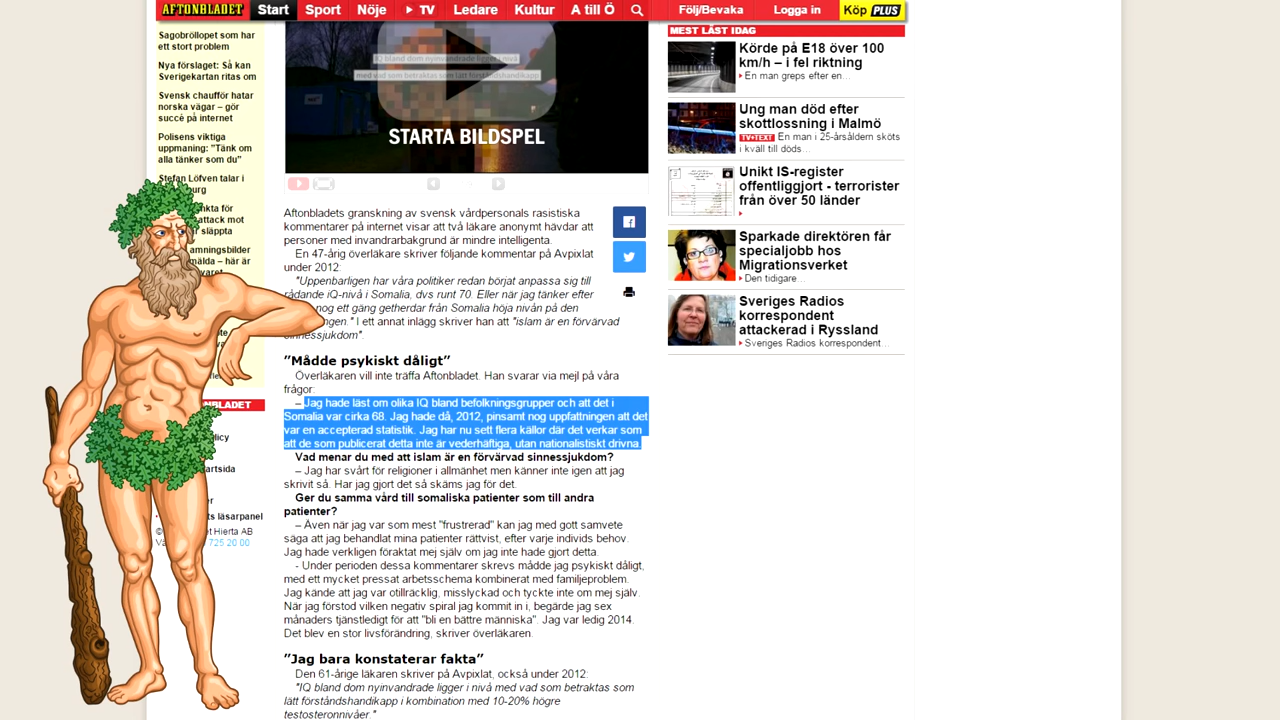 AFTONBLADET Start Sport Nöje TV Ledare Kultur A till Ö Följ/Bevaka Logga in Köp PLUS
Sagobröllopet som har
ett stort problem
Nya förslaget: Så kan
Sverigekartan ritas om
Svensk chaufför hatar
norska vägar – gör
succé på internet
Polisens viktiga
uppmaning: ”Tänk om
alla tänker som du”
Stefan Löfven talar i
IQ bland dom nyinvandrade ligger i nivå
med vad som betraktas som lätt förståndshandikapp
STARTA BILDSPEL
Aftonbladets granskning av svensk vårdpersonals rasistiska
kommentarer på internet visar att två läkare anonymt hävdar att
personer med invandrarbakgrund är mindre intelligenta.
En 47-årig överläkare skriver följande kommentar på Avpixlat
under 2012:
"Uppenbarligen har våra politiker redan börjat anpassa sig till
rådande iQ-nivå i Somalia, dvs runt 70. Eller när jag tänker efter
nog ett gäng getherdar från Somalia höja nivån på den
ngen." I ett annat inlägg skriver han att "islam är en förvärvad
sinnessjukdom".
”Mådde psykiskt dåligt”
Överläkaren vill inte träffa Aftonbladet. Han svarar via mejl på våra
frågor:
– Jag hade läst om olika IQ bland befolkningsgrupper och att det i
Somalia var cirka 68. Jag hade då, 2012, pinsamt nog uppfattningen att det
var en accepterad statistik. Jag har nu sett flera källor där det verkar som
att de som publicerat detta inte är vederhäftiga, utan nationalistiskt drivna.
Vad menar du med att islam är en förvärvad sinnessjukdom?
– Jag har svårt för religioner i allmänhet men känner inte igen att jag
skrivit så. Har jag gjort det så skäms jag för det.
Ger du samma vård till somaliska patienter som till andra
patienter?
– Även när jag var som mest "frustrerad" kan jag med gott samvete
säga att jag behandlat mina patienter rättvist, efter varje individs behov.
Jag hade verkligen föraktat mej själv om jag inte hade gjort detta.
- Under perioden dessa kommentarer skrevs mådde jag psykiskt dåligt,
med ett mycket pressat arbetsschema kombinerat med familjeproblem.
Jag kände att jag var otillräcklig, misslyckad och tyckte inte om mej själv.
När jag förstod vilken negativ spiral jag kommit in i, begärde jag sex
månaders tjänstledigt för att "bli en bättre människa". Jag var ledig 2014.
Det blev en stor livsförändring, skriver överläkaren.
”Jag bara konstaterar fakta”
Den 61-årige läkaren skriver på Avpixlat, också under 2012:
"IQ bland dom nyinvandrade ligger i nivå med vad som betraktas som
lätt förståndshandikapp i kombination med 10-20% högre
testosteronnivåer."
MEST LÄST IDAG
Körde på E18 över 100
km/h – i fel riktning
En man greps efter en...
Ung man död efter
skottlossning i Malmö
TV+TEXT En man i 25-årsåldern sköts
i kväll till döds...
Unikt IS-register
offentliggjort - terrorister
från över 50 länder
Sparkade direktören får
specialjobb hos
Migrationsverket
Den tidigare...
Sveriges Radios
korrespondent
attackerad i Ryssland
Sveriges Radios korrespondent...
725 20 00